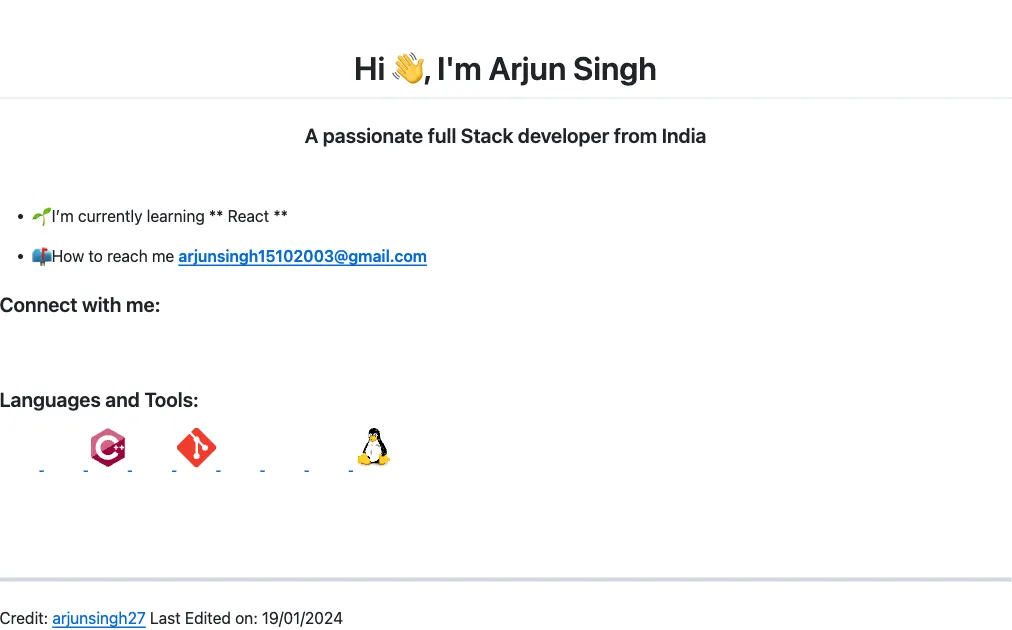 Hi 👋, I'm Arjun Singh
A passionate full Stack developer from India
• 🌱I’m currently learning ** React **
• 📫How to reach me arjunsingh15102003@gmail.com
Connect with me:
Languages and Tools:
C++
Credit: arjunsingh27 Last Edited on: 19/01/2024